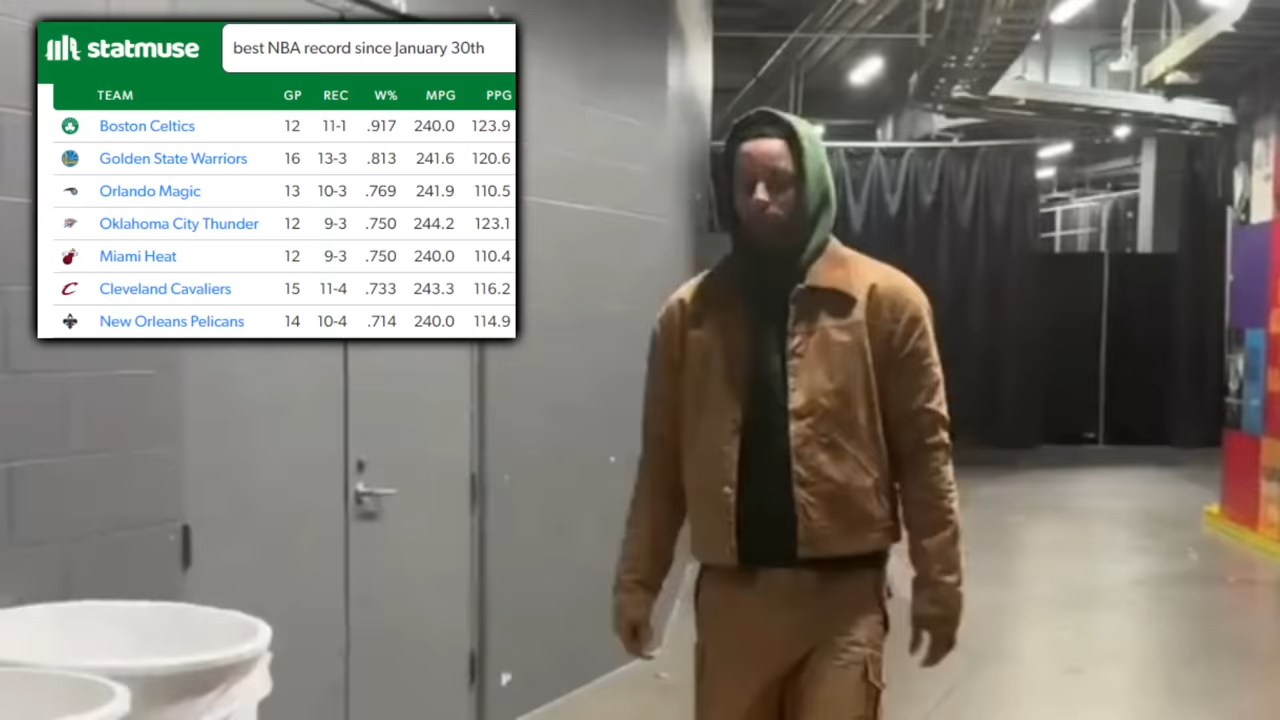 statmuse
best NBA record since January 30th
TEAM GP REC W% MPG PPG
Boston Celtics 12 11-1 .917 240.0 123.9
Golden State Warriors 16 13-3 .813 241.6 120.6
Orlando Magic 13 10-3 .769 241.9 110.5
Oklahoma City Thunder 12 9-3 .750 244.2 123.1
Miami Heat 12 9-3 .750 240.0 110.4
Cleveland Cavaliers 15 11-4 .733 243.3 116.2
New Orleans Pelicans 14 10-4 .714 240.0 114.9